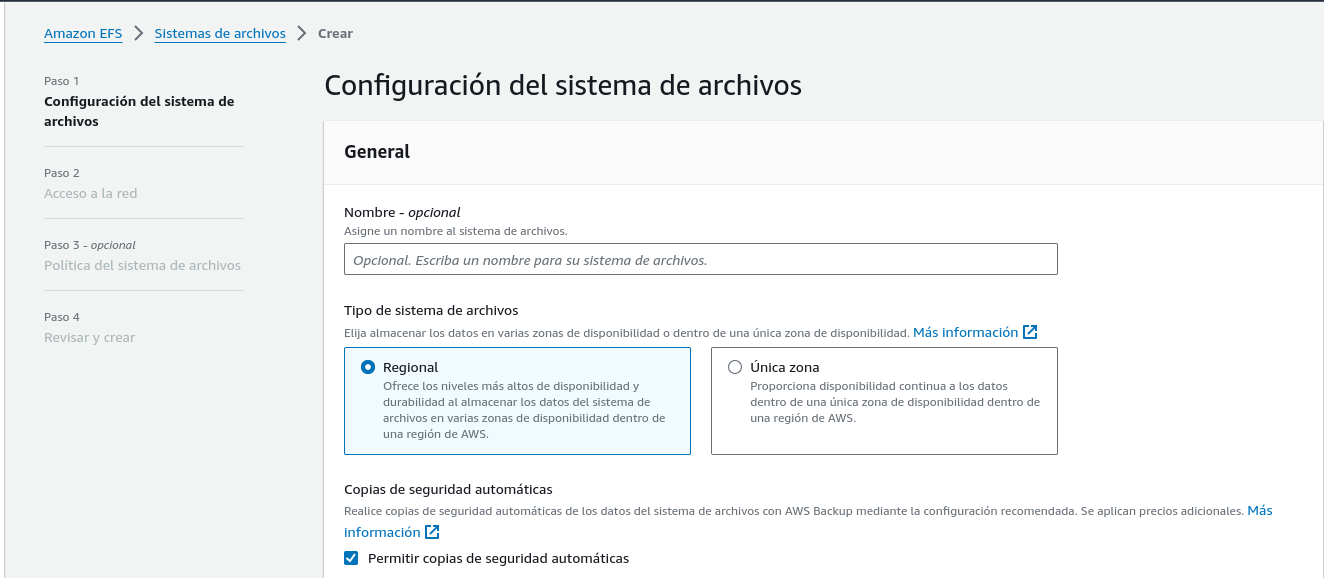 Amazon EFS > Sistemas de archivos > Crear
Paso 1
Configuración del sistema de
archivos
Paso 2
Acceso a la red
Paso 3 - opcional
Política del sistema de archivos
Paso 4
Revisar y crear
Configuración del sistema de archivos
General
Nombre - opcional
Asigne un nombre al sistema de archivos.
Opcional. Escriba un nombre para su sistema de archivos.
Tipo de sistema de archivos
Elija almacenar los datos en varias zonas de disponibilidad o dentro de una única zona de disponibilidad. Más información
Regional
Ofrece los niveles más altos de disponibilidad y
durabilidad al almacenar los datos del sistema de
archivos en varias zonas de disponibilidad dentro de
una región de AWS.
Única zona
Proporciona disponibilidad continua a los datos
dentro de una única zona de disponibilidad dentro de
una región de AWS.
Copias de seguridad automáticas
Realice copias de seguridad automáticas de los datos del sistema de archivos con AWS Backup mediante la configuración recomendada. Se aplican precios adicionales. Más
información
Permitir copias de seguridad automáticas